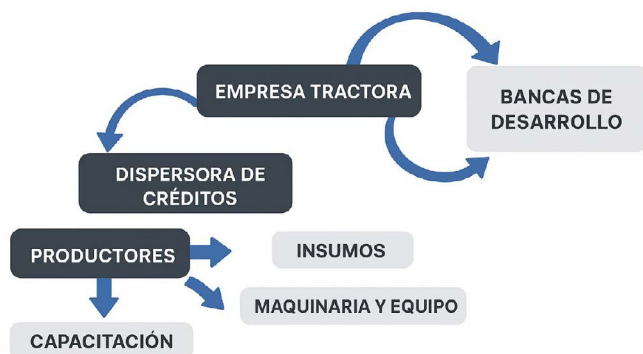 EMPRESA TRACTORA
BANCAS DE
DESARROLLO
DISPERSORA DE
CRÉDITOS
PRODUCTORES
INSUMOS
MAQUINARIA Y EQUIPO
CAPACITACIÓN